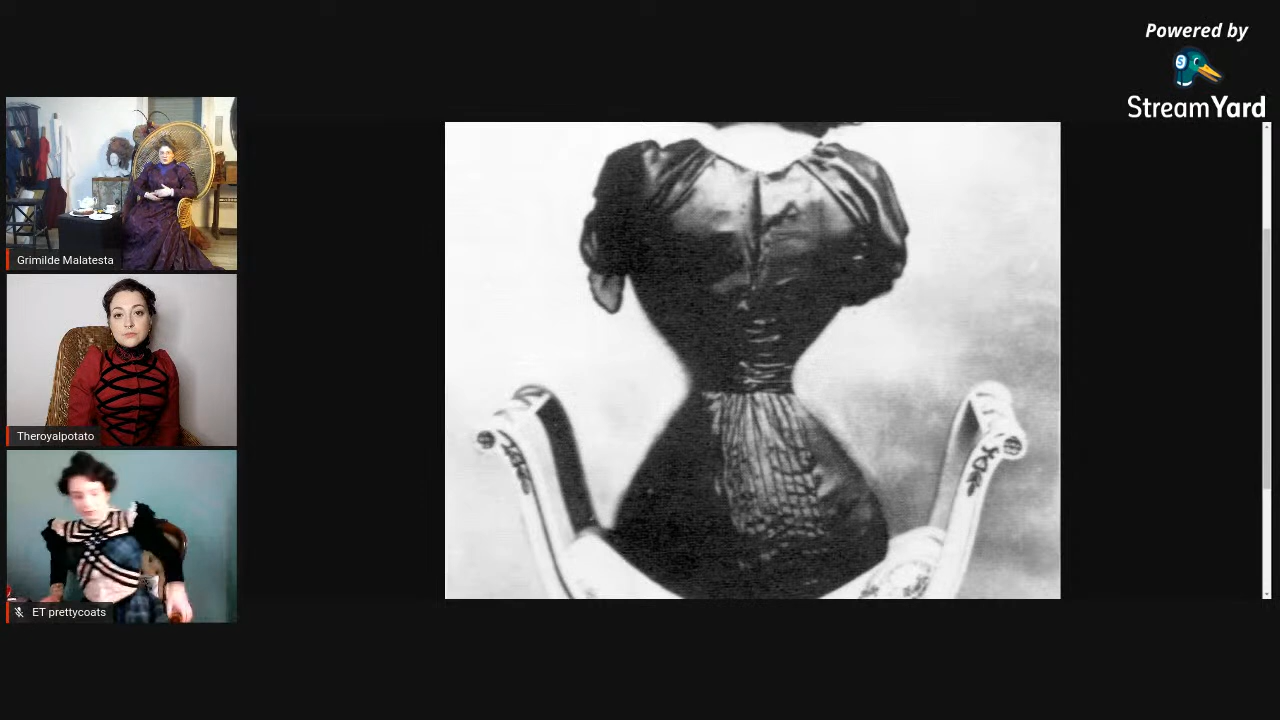 Powered by
StreamYard
Grimilde Malatesta
Theroyalpotato
ET prettycoats